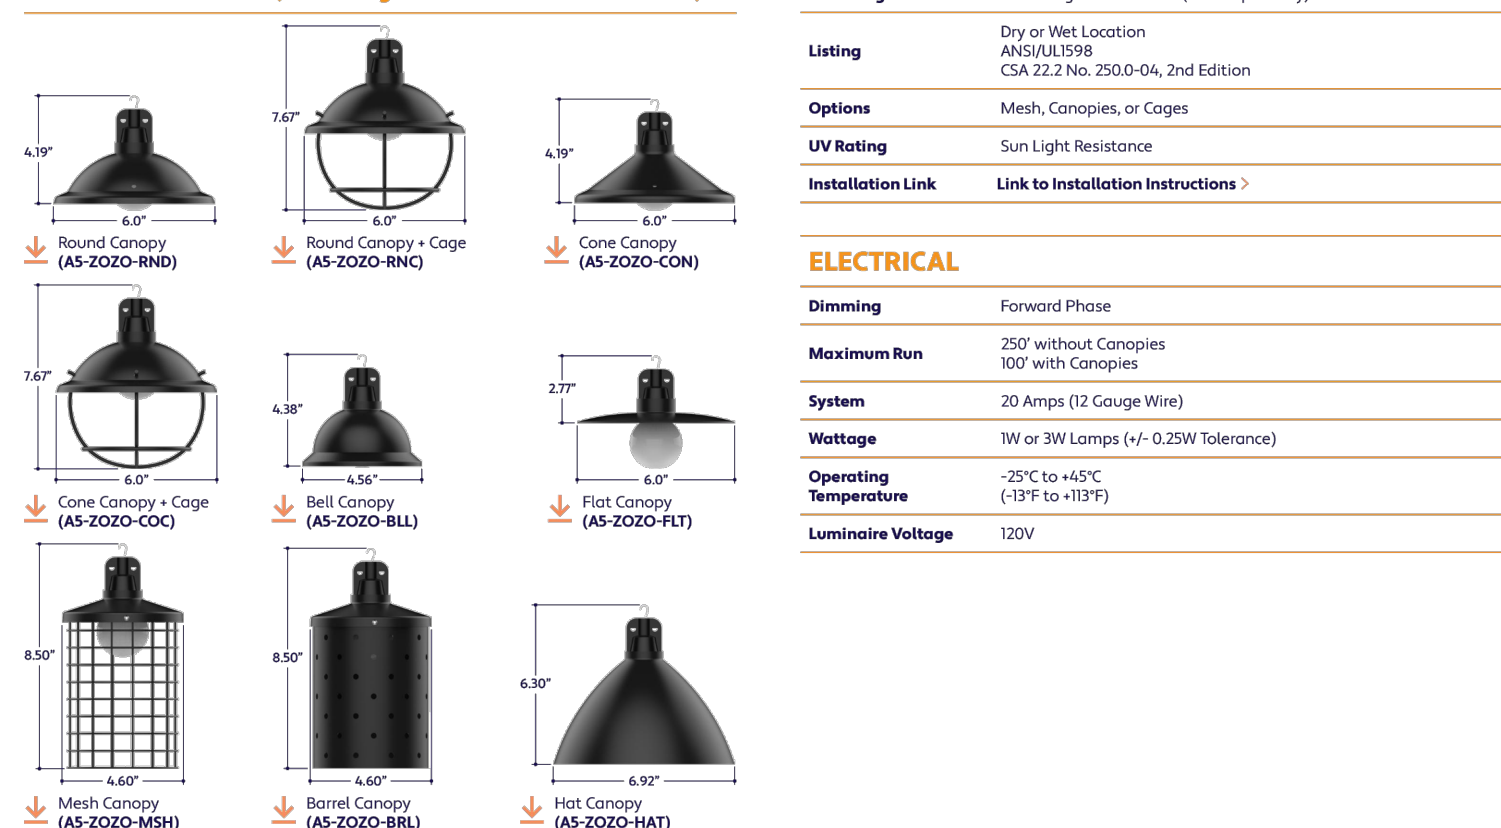 4.19”
6.0”
Round Canopy
(A5-ZOZO-RND)
7.67”
6.0”
Round Canopy + Cage
(A5-ZOZO-RNC)
4.19”
6.0”
Cone Canopy
(A5-ZOZO-CON)
7.67”
6.0”
Cone Canopy + Cage
(A5-ZOZO-COC)
4.38”
4.56”
Bell Canopy
(A5-ZOZO-BLL)
2.77”
6.0”
Flat Canopy
(A5-ZOZO-FLT)
8.50”
4.60”
Mesh Canopy
(A5-ZOZO-MSH)
8.50”
4.60”
Barrel Canopy
(A5-ZOZO-BRL)
6.30”
6.92”
Hat Canopy
(A5-ZOZO-HAT)
Listing
Dry or Wet Location
ANSI/UL1598
CSA 22.2 No. 250.0-04, 2nd Edition
Options Mesh, Canopies, or Cages
UV Rating Sun Light Resistance
Installation Link Link to Installation Instructions >
ELECTRICAL
Dimming Forward Phase
Maximum Run
250’ without Canopies
100’ with Canopies
System 20 Amps (12 Gauge Wire)
Wattage 1W or 3W Lamps (+/- 0.25W Tolerance)
Operating
Temperature
-25°C to +45°C
(-13°F to +113°F)
Luminaire Voltage 120V